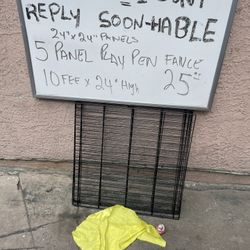 REPLY SOON-HABLE
24"x24" PANELS
5 PANEL PLAY PEN FANCE
10 FEE x 24" High 25"